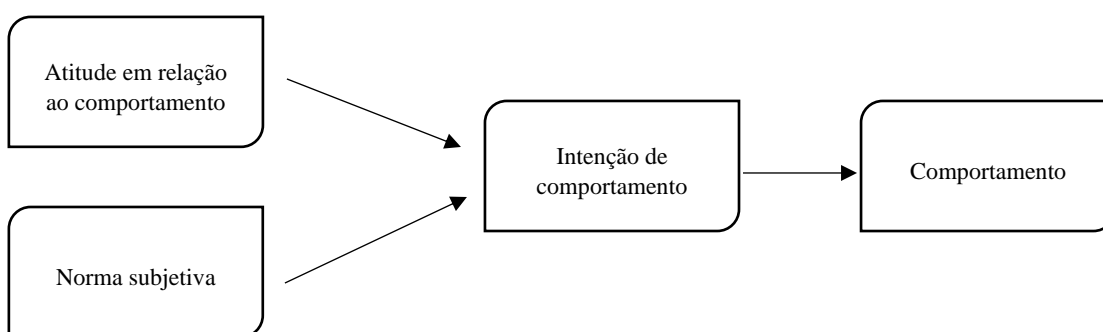 Atitude em relação
ao comportamento
Norma subjetiva
Intenção de
comportamento
Comportamento